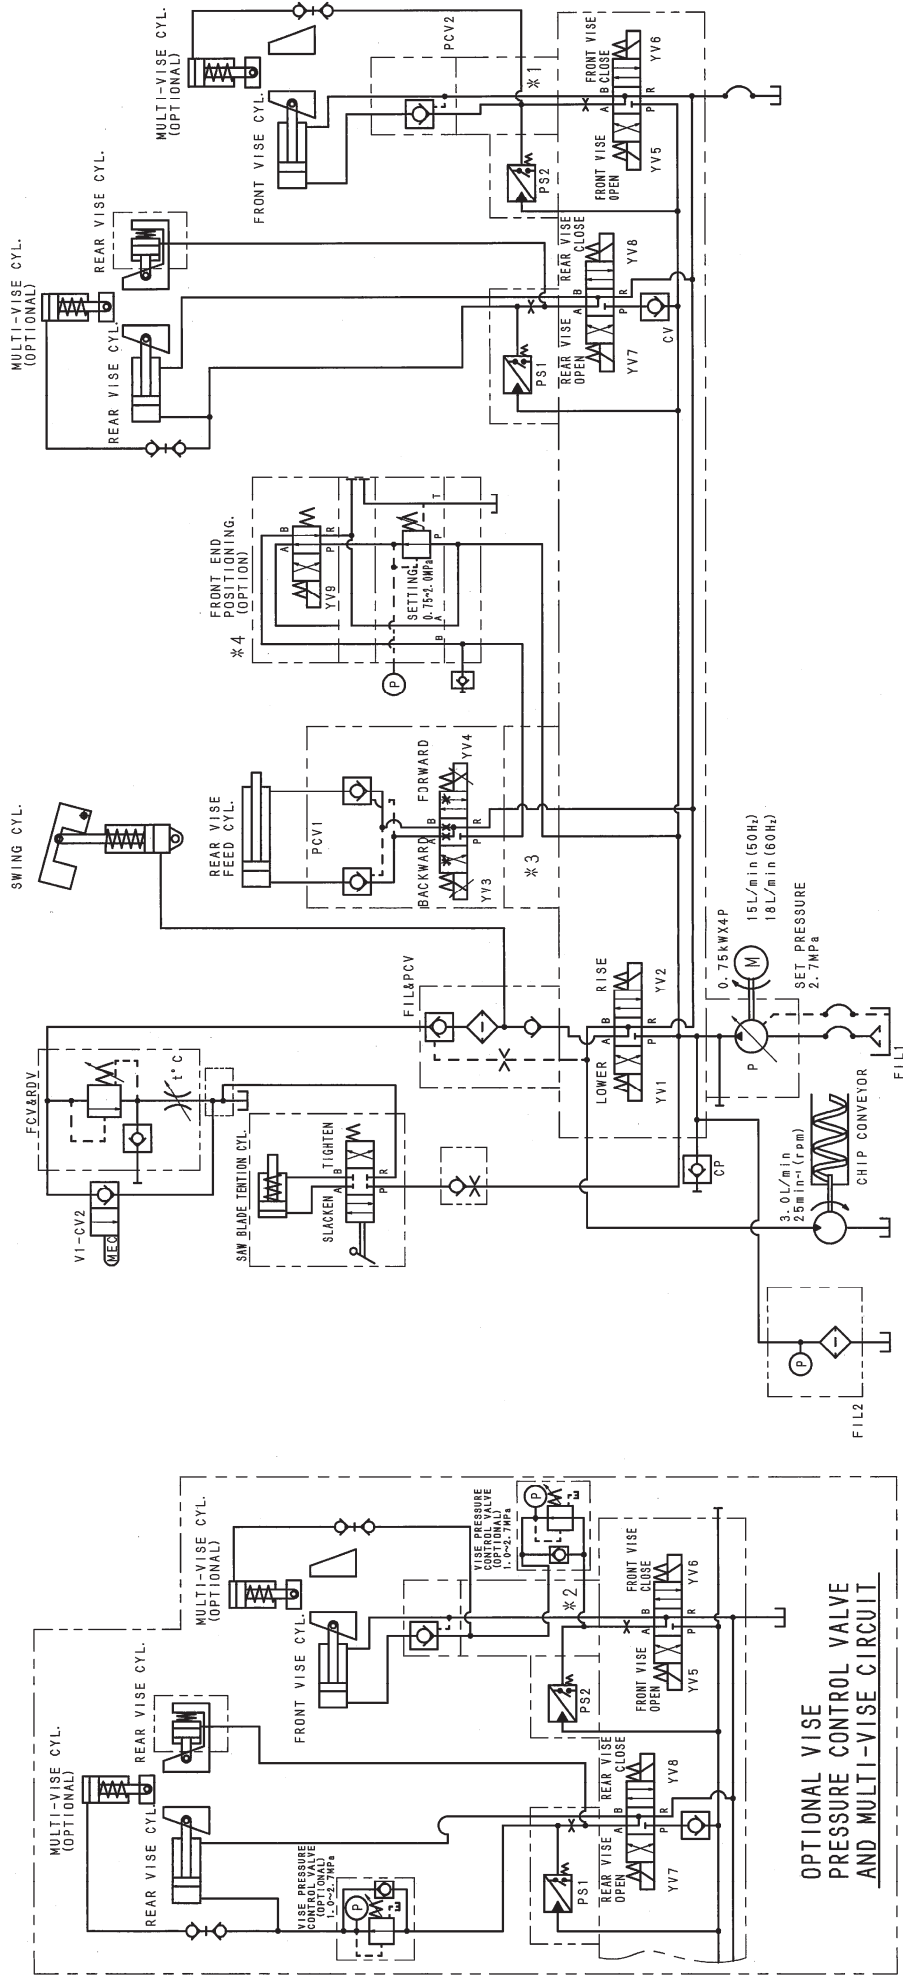 MULTI-VISE CYL.
(OPTIONAL)
PCV2
FRONT VISE CYL.
✳1
FRONT VISE
CLOSE
YV6
A B
P R
PS2
FRONT VISE
OPEN
YV5
MULTI-VISE CYL.
(OPTIONAL)
REAR VISE CYL.
REAR VISE CYL.
REAR VISE
CLOSE
YV8
A B
P R
PS1
REAR VISE
OPEN
YV7
CV
FRONT END
POSITIONING.
(OPTION)
✳4
A B
P R
YV9
T
P
SETTING
0.75~2.0MPa
A
B
P
SWING CYL.
REAR VISE
FEED CYL.
PCV1
FORWARD
YV4
A B
P R
BACKWARD
YV3
✳3
FIL&PCV
RISE
YV2
A B
P R
LOWER
YV1
0.75kWX4P
15L/min(50Hz)
18L/min(60Hz)
M
P
SET PRESSURE
2.7MPa
FIL1
FCV&RDV
t°C
V1-CV2
MEC
SAW BLADE TENTION CYL.
TIGHTEN
A B
P R
SLACKEN
CP
3.0L/min
25min-1(rpm)
CHIP CONVEYOR
P
FIL2
MULTI-VISE CYL.
(OPTIONAL)
FRONT VISE CYL.
VISE PRESSURE
CONTROL VALVE
(OPTIONAL)
1.0~2.7MPa
P
✳2
FRONT VISE
CLOSE
YV6
A B
P R
PS2
FRONT VISE
OPEN
YV5
MULTI-VISE CYL.
(OPTIONAL)
REAR VISE CYL.
REAR VISE CYL.
VISE PRESSURE
CONTROL VALVE
(OPTIONAL)
1.0~2.7MPa
P
REAR VISE
CLOSE
YV8
A B
P R
PS1
REAR VISE
OPEN
YV7
OPTIONAL VISE
PRESSURE CONTROL VALVE
AND MULTI-VISE CIRCUIT